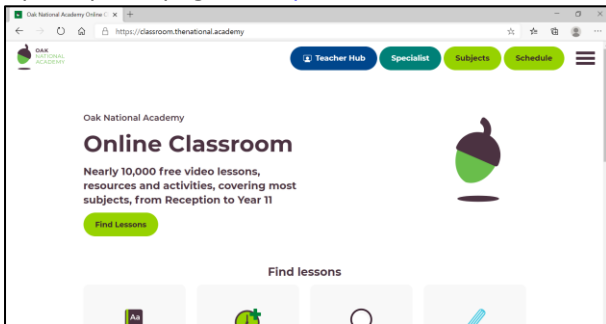 Oak National Academy Online C
https://classroom.thenational.academy
OAK
NATIONAL
ACADEMY
Teacher Hub
Specialist
Subjects
Schedule
Oak National Academy
Online Classroom
Nearly 10,000 free video lessons,
resources and activities, covering most
subjects, from Reception to Year 11
Find Lessons
Find lessons
Aa